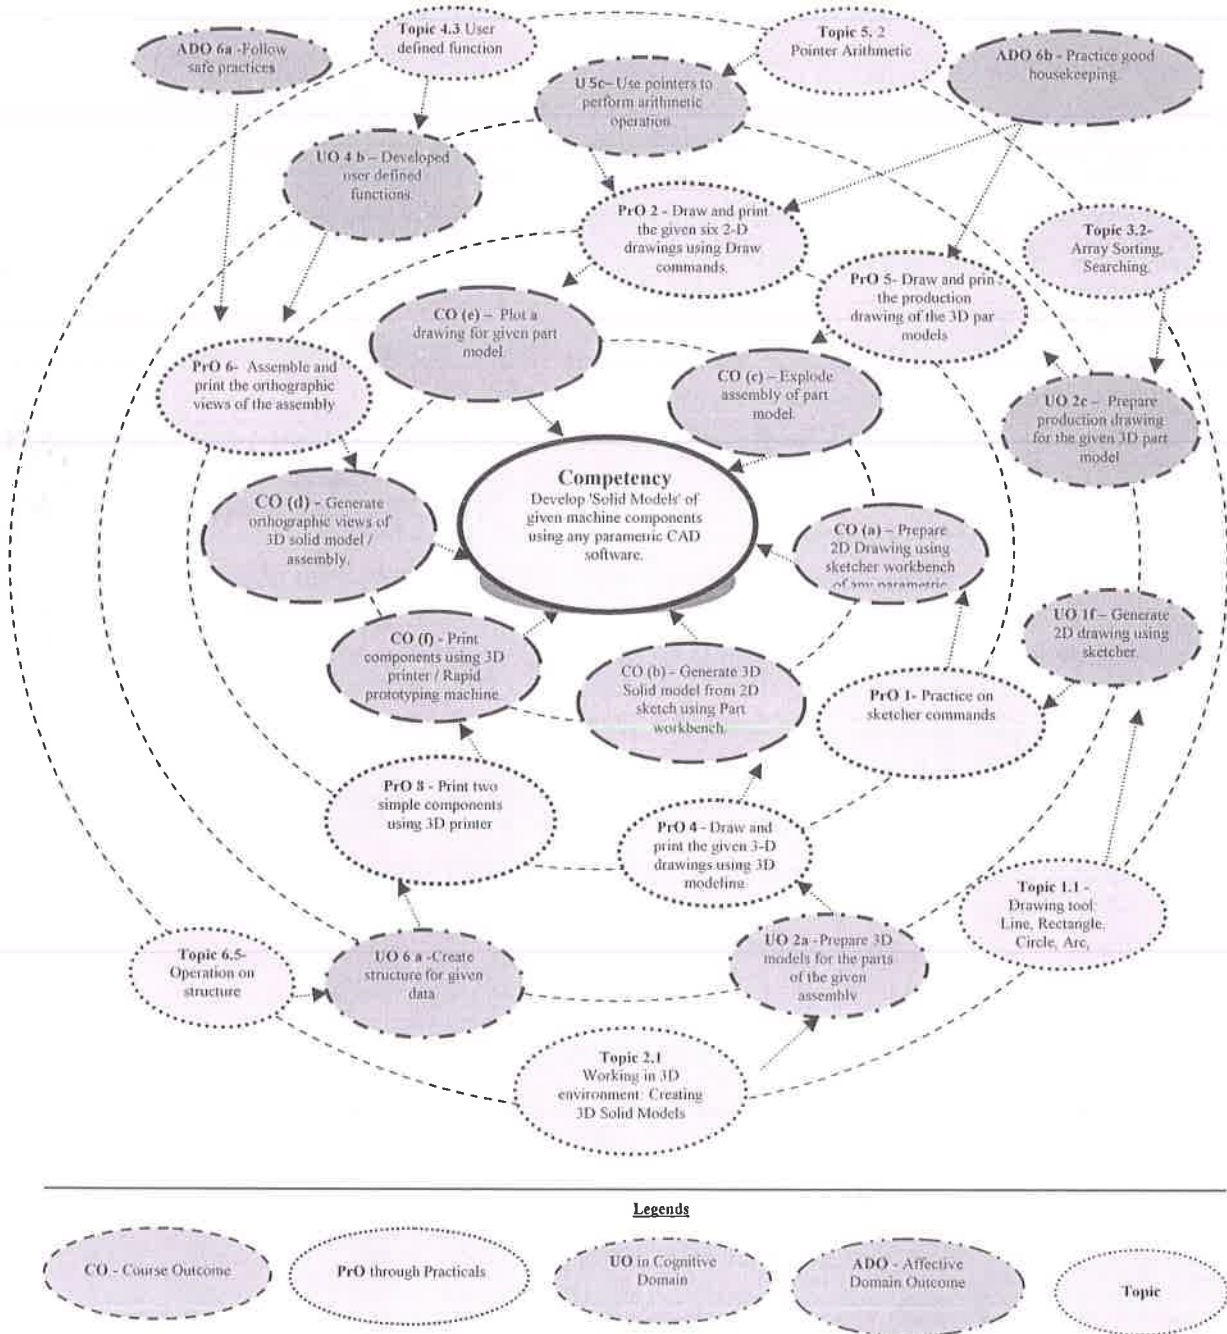 Topic 4.3 User
defined function
Topic 5. 2
Pointer Arithmetic
ADO 6a -Follow
safe practices
ADO 6b - Practice good
housekeeping.
U 5c– Use pointers to
perform arithmetic
operation
UO 4 b – Developed
user defined
functions.
PrO 2 - Draw and print
the given six 2-D
drawings using Draw
commands.
Topic 3.2-
Array Sorting,
Searching.
PrO 5- Draw and prin
the production
drawing of the 3D par
models
CO (e) – Plot a
drawing for given part
model.
PrO 6- Assemble and
print the orthographic
views of the assembly
CO (c) – Explode
assembly of part
model.
UO 2c – Prepare
production drawing
for the given 3D part
model
Competency
Develop 'Solid Models' of
given machine components
using any parametric CAD
software.
CO (d) - Generate
orthographic views of
3D solid model /
assembly.
CO (a) – Prepare
2D Drawing using
sketcher workbench
of any parametric
UO 1f – Generate
2D drawing using
sketcher.
CO (f) - Print
components using 3D
printer / Rapid
prototyping machine
CO (b) – Generate 3D
Solid model from 2D
sketch using Part
workbench.
PrO 1- Practice on
sketcher commands
PrO 8 - Print two
simple components
using 3D printer
PrO 4 - Draw and
print the given 3-D
drawings using 3D
modeling
Topic 1.1 -
Drawing tool:
Line, Rectangle,
Circle, Arc,
Topic 6.5-
Operation on
structure
UO 6 a -Create
structure for given
data
UO 2a -Prepare 3D
models for the parts
of the given
assembly
Topic 2.1
Working in 3D
environment: Creating
3D Solid Models
Legends
CO - Course Outcome
PrO through Practicals
UO in Cognitive
Domain
ADO - Affective
Domain Outcome
Topic